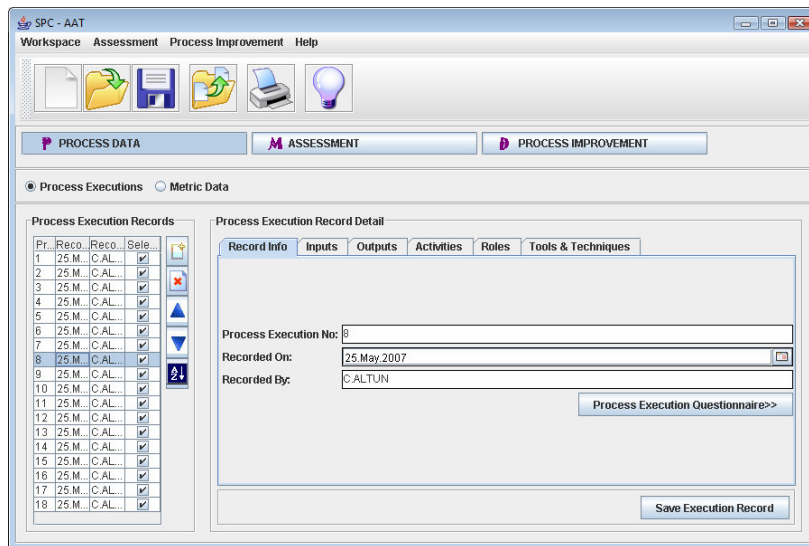 SPC - AAT
Workspace Assessment Process Improvement Help
P PROCESS DATA M ASSESSMENT D PROCESS IMPROVEMENT
Process Executions Metric Data
Process Execution Records
Pr... Reco... Reco... Sele...
1 25.M... C.AL...
2 25.M... C.AL...
3 25.M... C.AL...
4 25.M... C.AL...
5 25.M... C.AL...
6 25.M... C.AL...
7 25.M... C.AL...
8 25.M... C.AL...
9 25.M... C.AL...
10 25.M... C.AL...
11 25.M... C.AL...
12 25.M... C.AL...
13 25.M... C.AL...
14 25.M... C.AL...
15 25.M... C.AL...
16 25.M... C.AL...
17 25.M... C.AL...
18 25.M... C.AL...
A Z
Process Execution Record Detail
Record Info Inputs Outputs Activities Roles Tools & Techniques
Process Execution No: 8
Recorded On: 25.May.2007
Recorded By: C.ALTUN
Process Execution Questionnaire>>
Save Execution Record